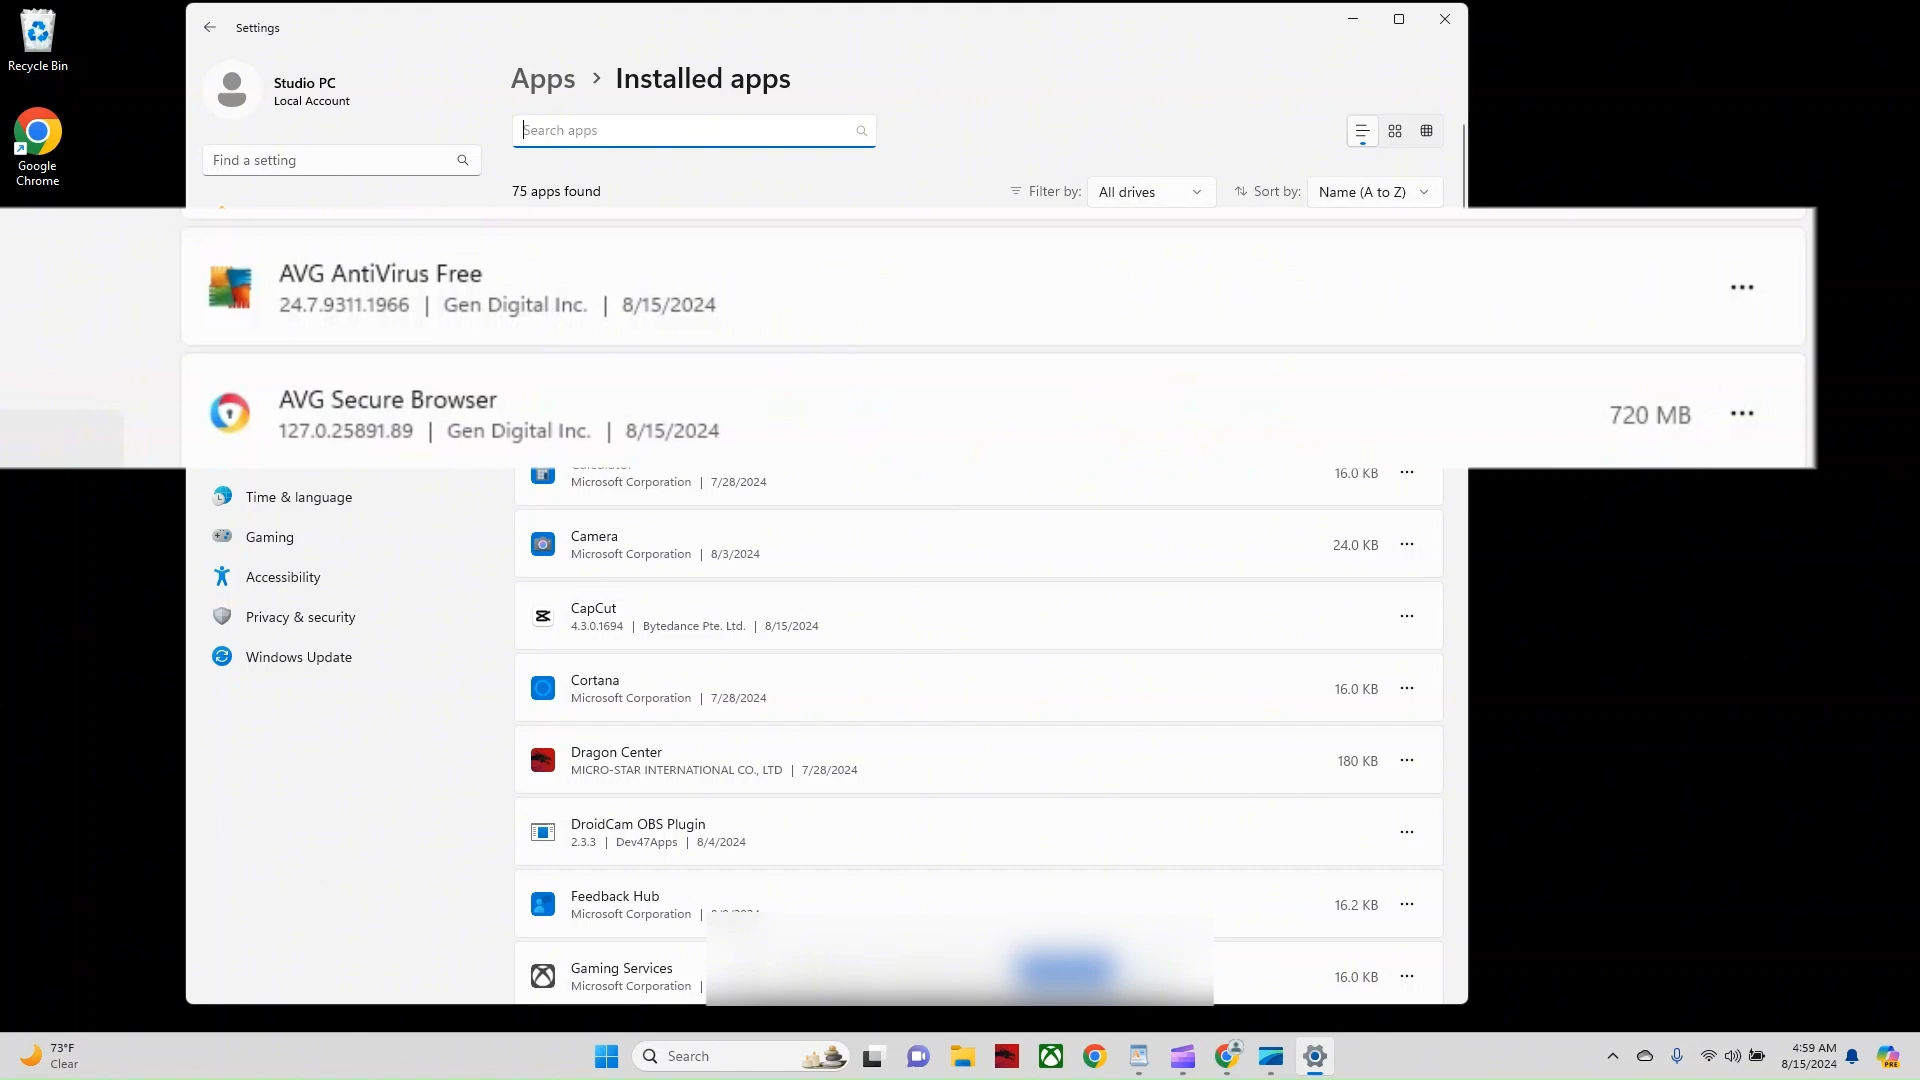 Recycle Bin
Google
Chrome
Settings
Studio PC
Local Account
Find a setting
Apps > Installed apps
Search apps
75 apps found
Filter by: All drives
Sort by: Name (A to Z)
AVG AntiVirus Free
24.7.9311.1966 | Gen Digital Inc. | 8/15/2024
AVG Secure Browser
127.0.25891.89 | Gen Digital Inc. | 8/15/2024
720 MB
Time & language
Gaming
Accessibility
Privacy & security
Windows Update
Microsoft Corporation | 7/28/2024
16.0 KB
Camera
Microsoft Corporation | 8/3/2024
24.0 KB
CapCut
4.3.0.1694 | Bytedance Pte. Ltd. | 8/15/2024
Cortana
Microsoft Corporation | 7/28/2024
16.0 KB
Dragon Center
MICRO-STAR INTERNATIONAL CO., LTD | 7/28/2024
180 KB
DroidCam OBS Plugin
2.3.3 | Dev47Apps | 8/4/2024
Feedback Hub
Microsoft Corporation |
16.2 KB
Gaming Services
Microsoft Corporation |
16.0 KB
73°F
Clear
Search
4:59 AM
8/15/2024
PRE